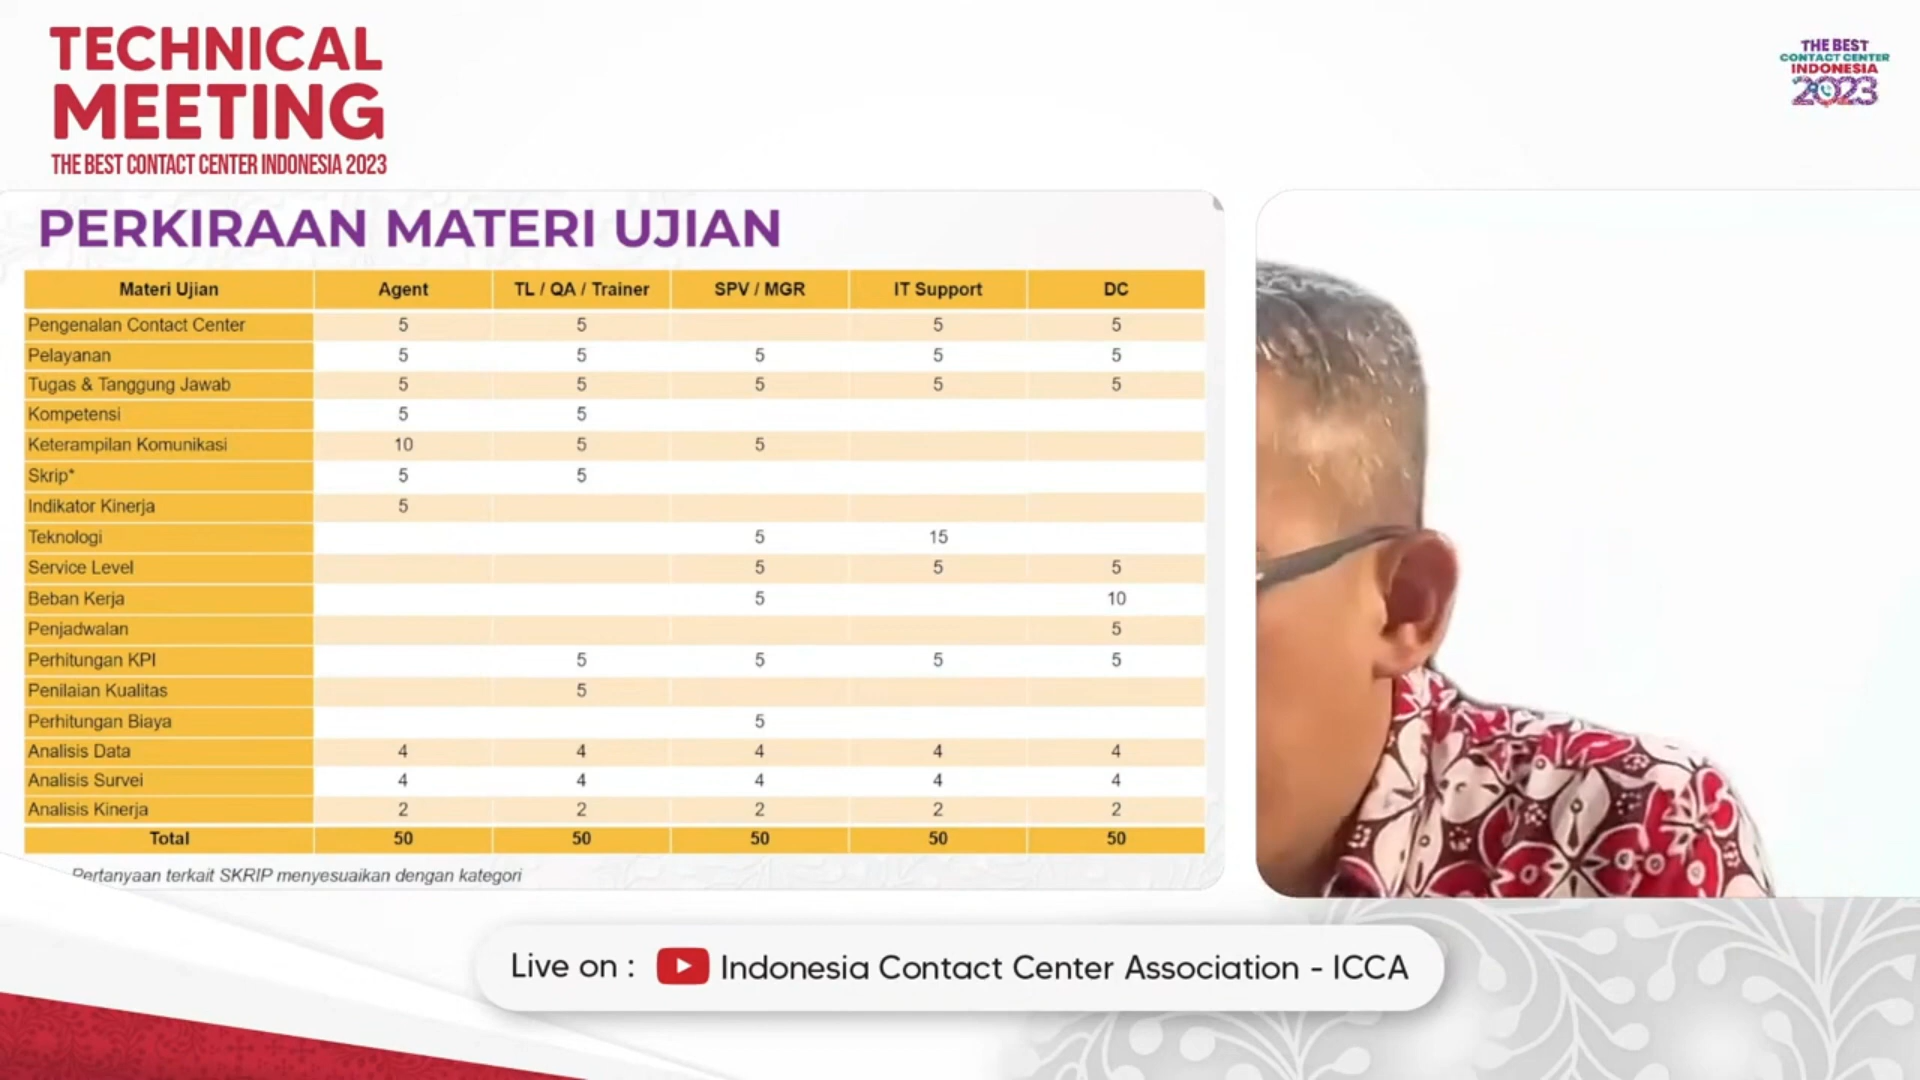 TECHNICAL
MEETING
THE BEST CONTACT CENTER INDONESIA 2023
THE BEST
CONTACT CENTER
INDONESIA
2023
PERKIRAAN MATERI UJIAN
Materi Ujian Agent TL / QA / Trainer SPV / MGR IT Support DC
Pengenalan Contact Center 5 5 5 5
Pelayanan 5 5 5 5 5
Tugas & Tanggung Jawab 5 5 5 5 5
Kompetensi 5 5
Keterampilan Komunikasi 10 5 5
Skrip* 5 5
Indikator Kinerja 5
Teknologi 5 15
Service Level 5 5 5
Beban Kerja 5 10
Penjadwalan 5
Perhitungan KPI 5 5 5 5
Penilaian Kualitas 5
Perhitungan Biaya 5
Analisis Data 4 4 4 4 4
Analisis Survei 4 4 4 4 4
Analisis Kinerja 2 2 2 2 2
Total 50 50 50 50 50
Pertanyaan terkait SKRIP menyesuaikan dengan kategori
Live on : Indonesia Contact Center Association - ICCA